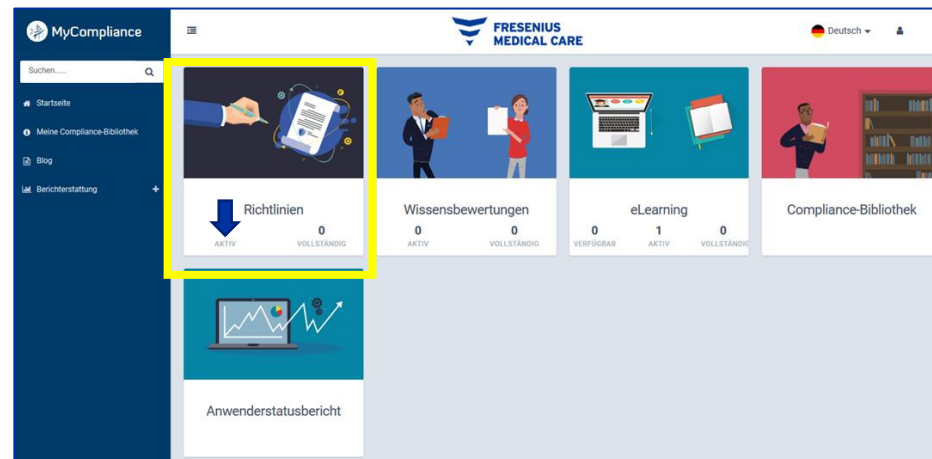 MyCompliance
FRESENIUS
MEDICAL CARE
Deutsch
Suchen......
Startseite
Meine Compliance-Bibliothek
Blog
Berichterstattung +
Richtlinien
0
AKTIV VOLLSTÄNDIG
Wissensbewertungen
0 0
AKTIV VOLLSTÄNDIG
eLearning
0 1 0
VERFÜGBAR AKTIV VOLLSTÄNDIG
Compliance-Bibliothek
Anwenderstatusbericht